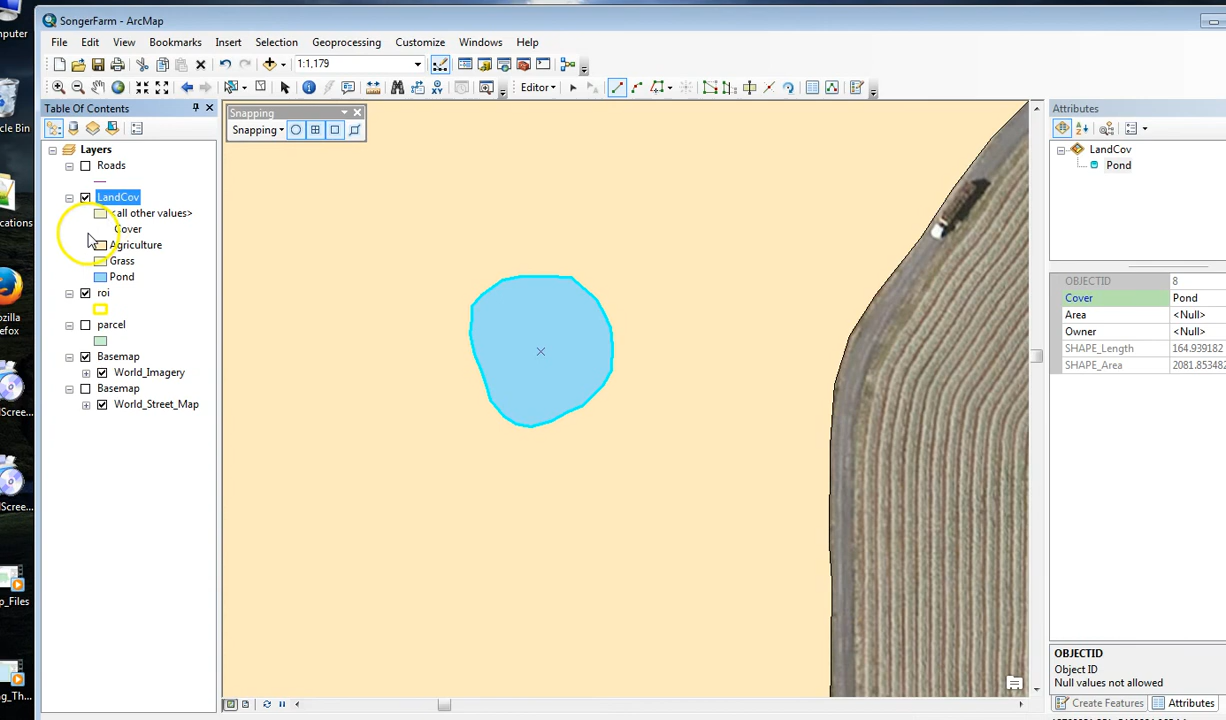 SongerFarm - ArcMap
File Edit View Bookmarks Insert Selection Geoprocessing Customize Windows Help
1:1,179
Editor
Table Of Contents
Snapping
Snapping
Layers
Roads
LandCov
<all other values>
Cover
Agriculture
Grass
Pond
roi
parcel
Basemap
World_Imagery
Basemap
World_Street_Map
Attributes
LandCov
Pond
OBJECTID 8
Cover Pond
Area <Null>
Owner <Null>
SHAPE_Length 164.939182
SHAPE_Area 2081.853482
OBJECTID
Object ID
Null values not allowed
Create Features Attributes